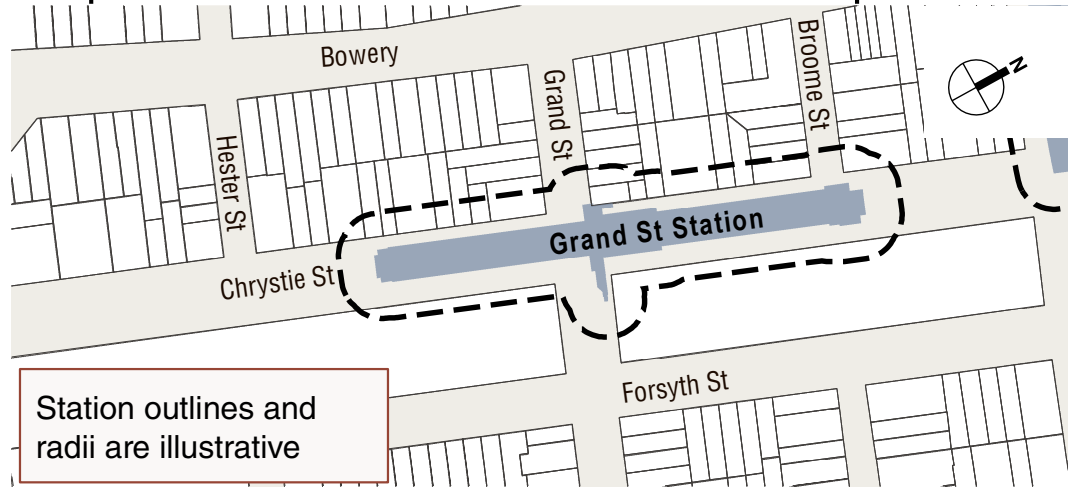 Bowery
Grand St
Broome St
N
Hester St
Grand St Station
Chrystie St
Forsyth St
Station outlines and
radii are illustrative